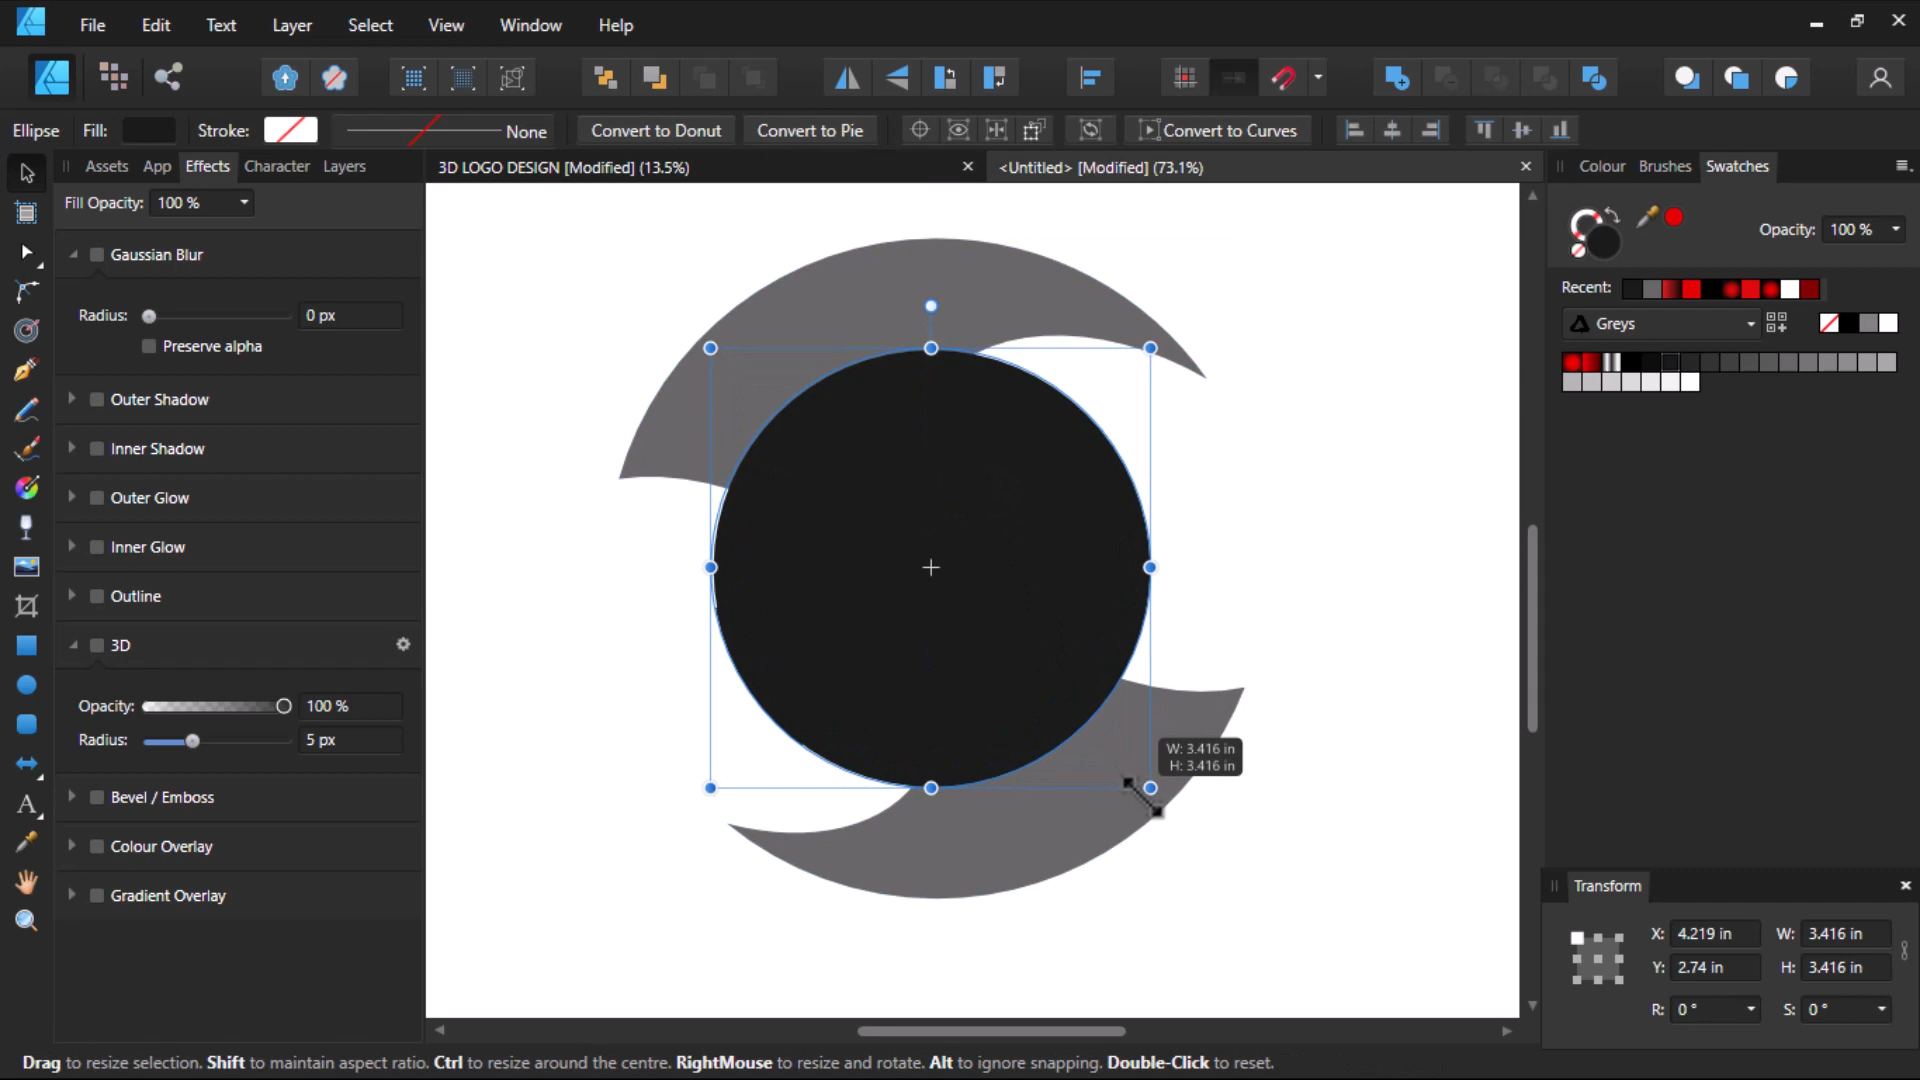 File Edit Text Layer Select View Window Help
Ellipse Fill: Stroke: None Convert to Donut Convert to Pie Convert to Curves
Assets App Effects Character Layers
3D LOGO DESIGN [Modified] (13.5%)
<Untitled> [Modified] (73.1%)
Colour Brushes Swatches
Fill Opacity: 100 %
Gaussian Blur
Radius: 0 px
Preserve alpha
Outer Shadow
Inner Shadow
Outer Glow
Inner Glow
Outline
3D
Opacity: 100 %
Radius: 5 px
Bevel / Emboss
Colour Overlay
Gradient Overlay
W: 3.416 in
H: 3.416 in
Opacity: 100 %
Recent:
Greys
Transform
X: 4.219 in W: 3.416 in
Y: 2.74 in H: 3.416 in
R: 0 ° S: 0 °
Drag to resize selection. Shift to maintain aspect ratio. Ctrl to resize around the centre. RightMouse to resize and rotate. Alt to ignore snapping. Double-Click to reset.